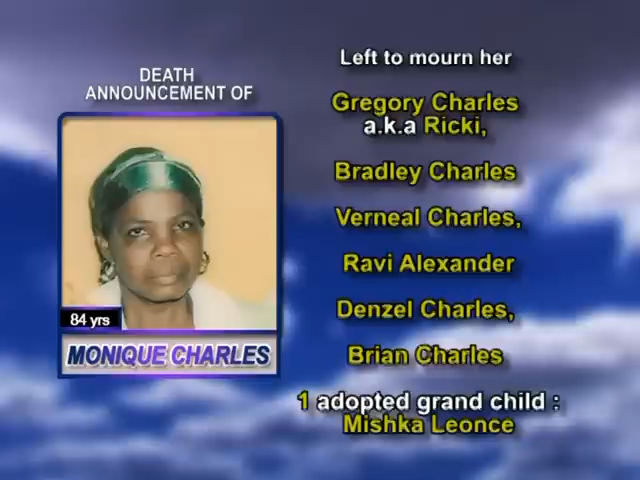 DEATH
ANNOUNCEMENT OF
84 yrs
MONIQUE CHARLES
Left to mourn her
Gregory Charles
a.k.a Ricki,
Bradley Charles
Verneal Charles,
Ravi Alexander
Denzel Charles,
Brian Charles
1 adopted grand child :
Mishka Leonce